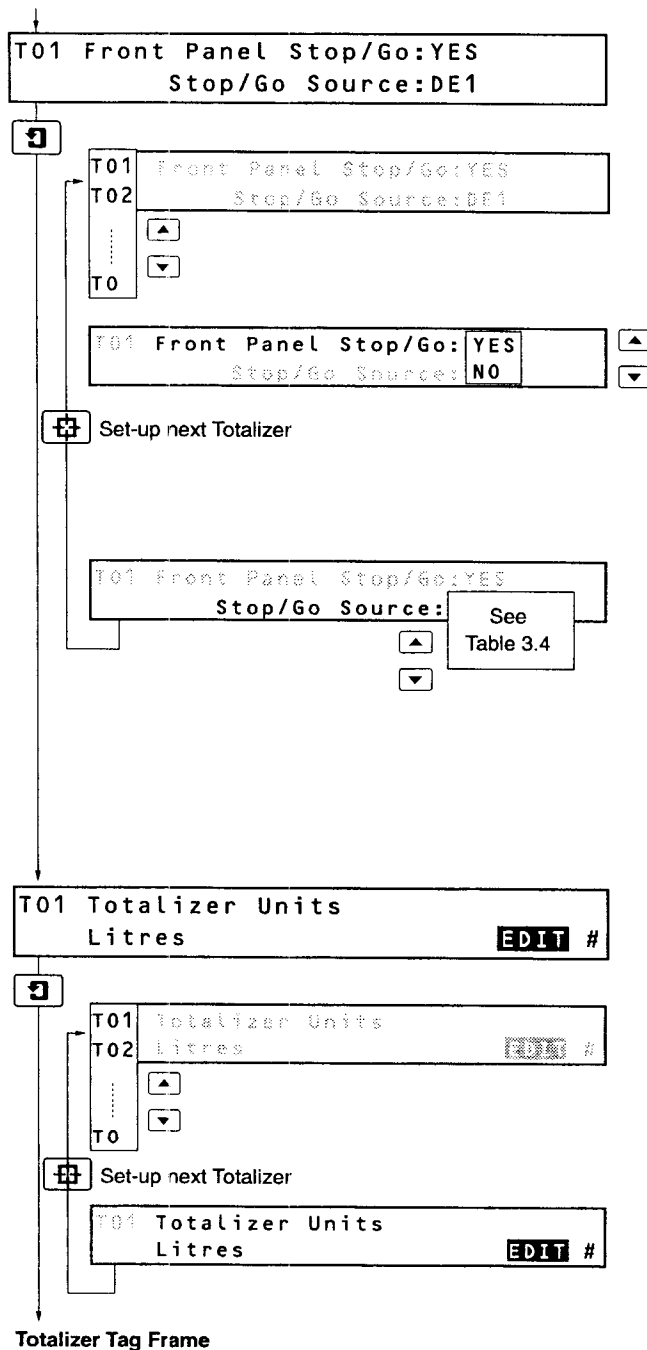 T01 Front Panel Stop/Go:YES
Stop/Go Source:DE1
T01 Front Panel Stop/Go:YES
T02 Stop/Go Source:DE1
T0
T01 Front Panel Stop/Go: YES
Stop/Go Source: NO
Set-up next Totalizer
T01 Front Panel Stop/Go:YES
Stop/Go Source: See
Table 3.4
T01 Totalizer Units
Litres EDIT #
T01 Totalizer Units
T02 Litres EDIT #
T0
Set-up next Totalizer
T01 Totalizer Units
Litres EDIT #
Totalizer Tag Frame